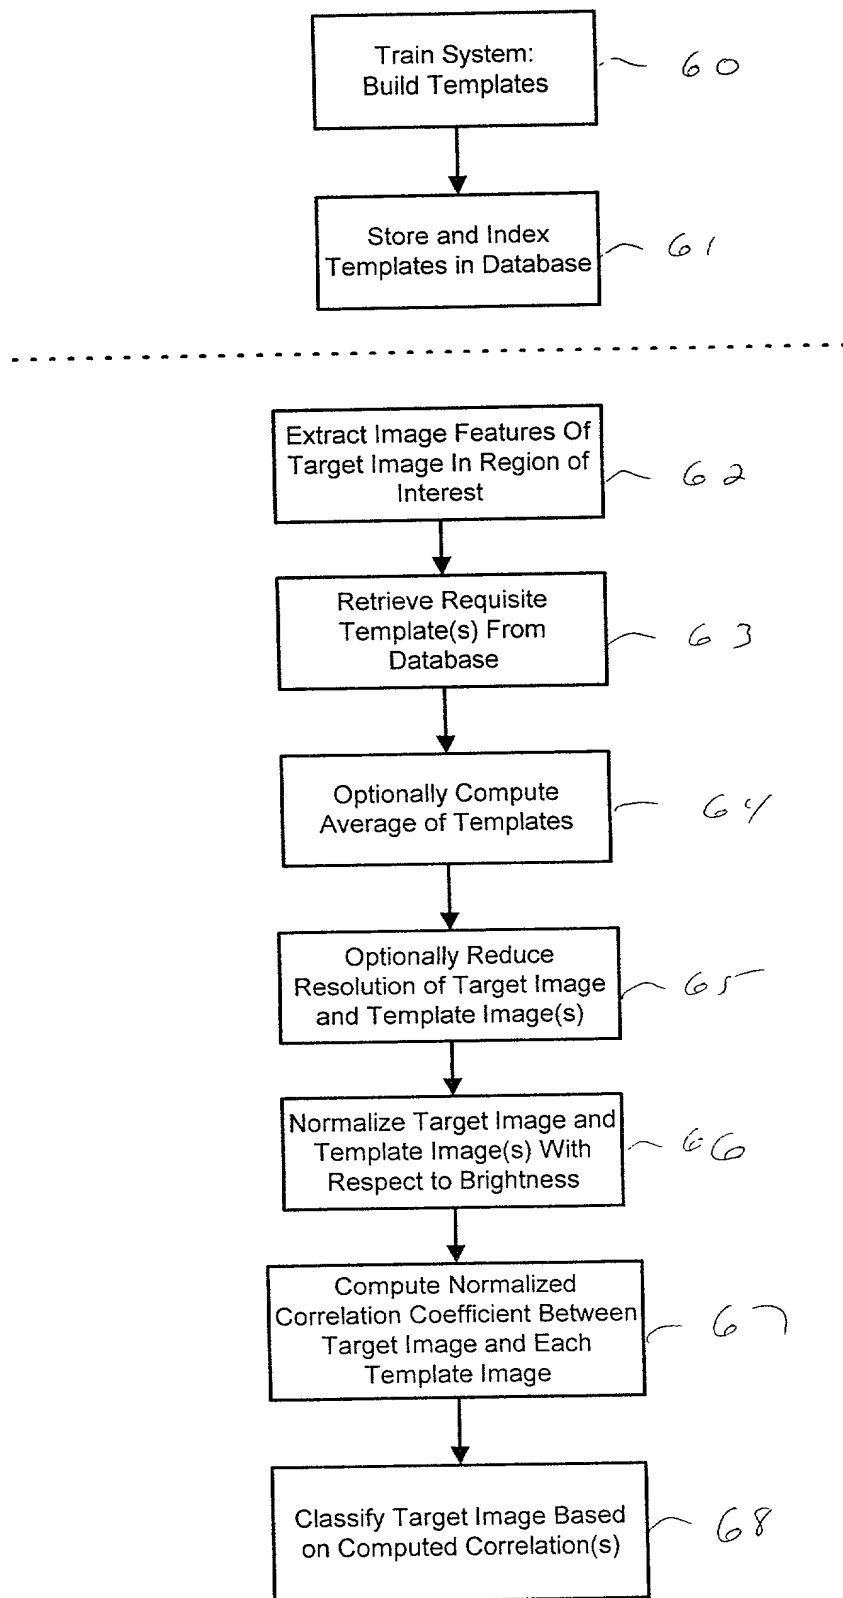 Train System:
Build Templates
60
Store and Index
Templates in Database
61
Extract Image Features Of
Target Image In Region of
Interest
62
Retrieve Requisite
Template(s) From
Database
63
Optionally Compute
Average of Templates
64
Optionally Reduce
Resolution of Target Image
and Template Image(s)
65
Normalize Target Image and
Template Image(s) With
Respect to Brightness
66
Compute Normalized
Correlation Coefficient Between
Target Image and Each
Template Image
67
Classify Target Image Based
on Computed Correlation(s)
68